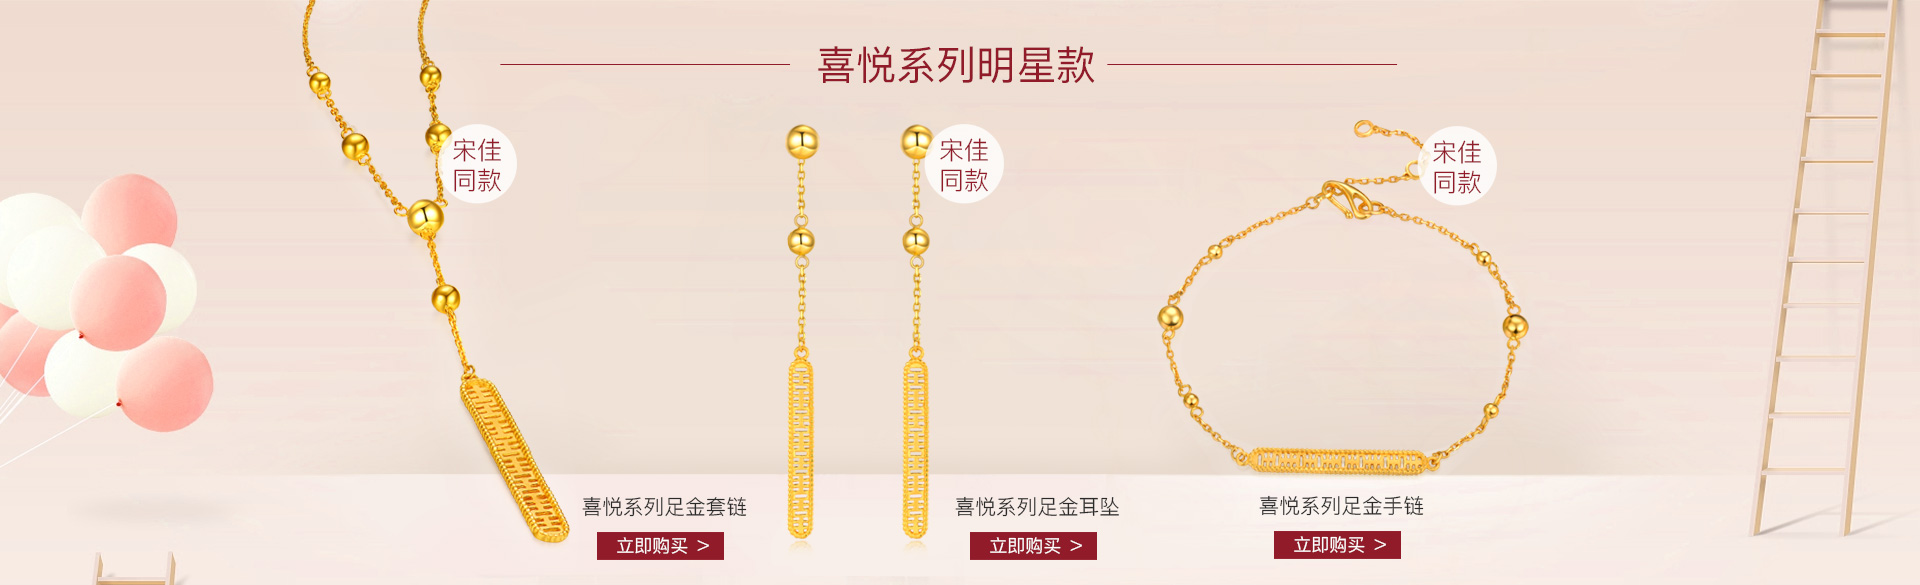 喜悦系列明星款
宋佳
同款
宋佳
同款
宋佳
同款
喜悦系列足金套链
立即购买 >
喜悦系列足金耳坠
立即购买 >
喜悦系列足金手链
立即购买 >